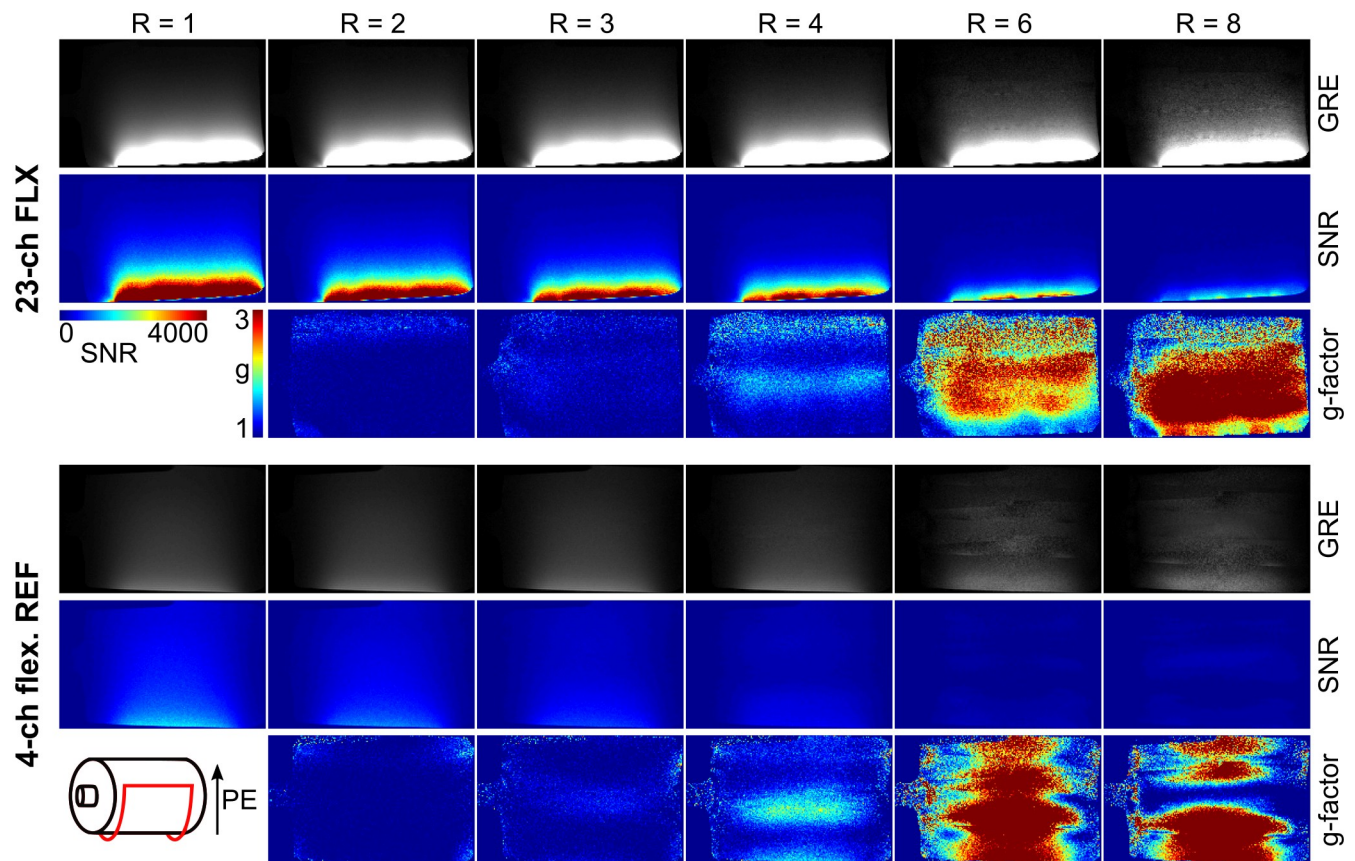 R = 1 R = 2 R = 3 R = 4 R = 6 R = 8
23-ch FLX
GRE
SNR
0 4000
SNR
3
g
1
g-factor
4-ch flex. REF
GRE
SNR
PE
g-factor